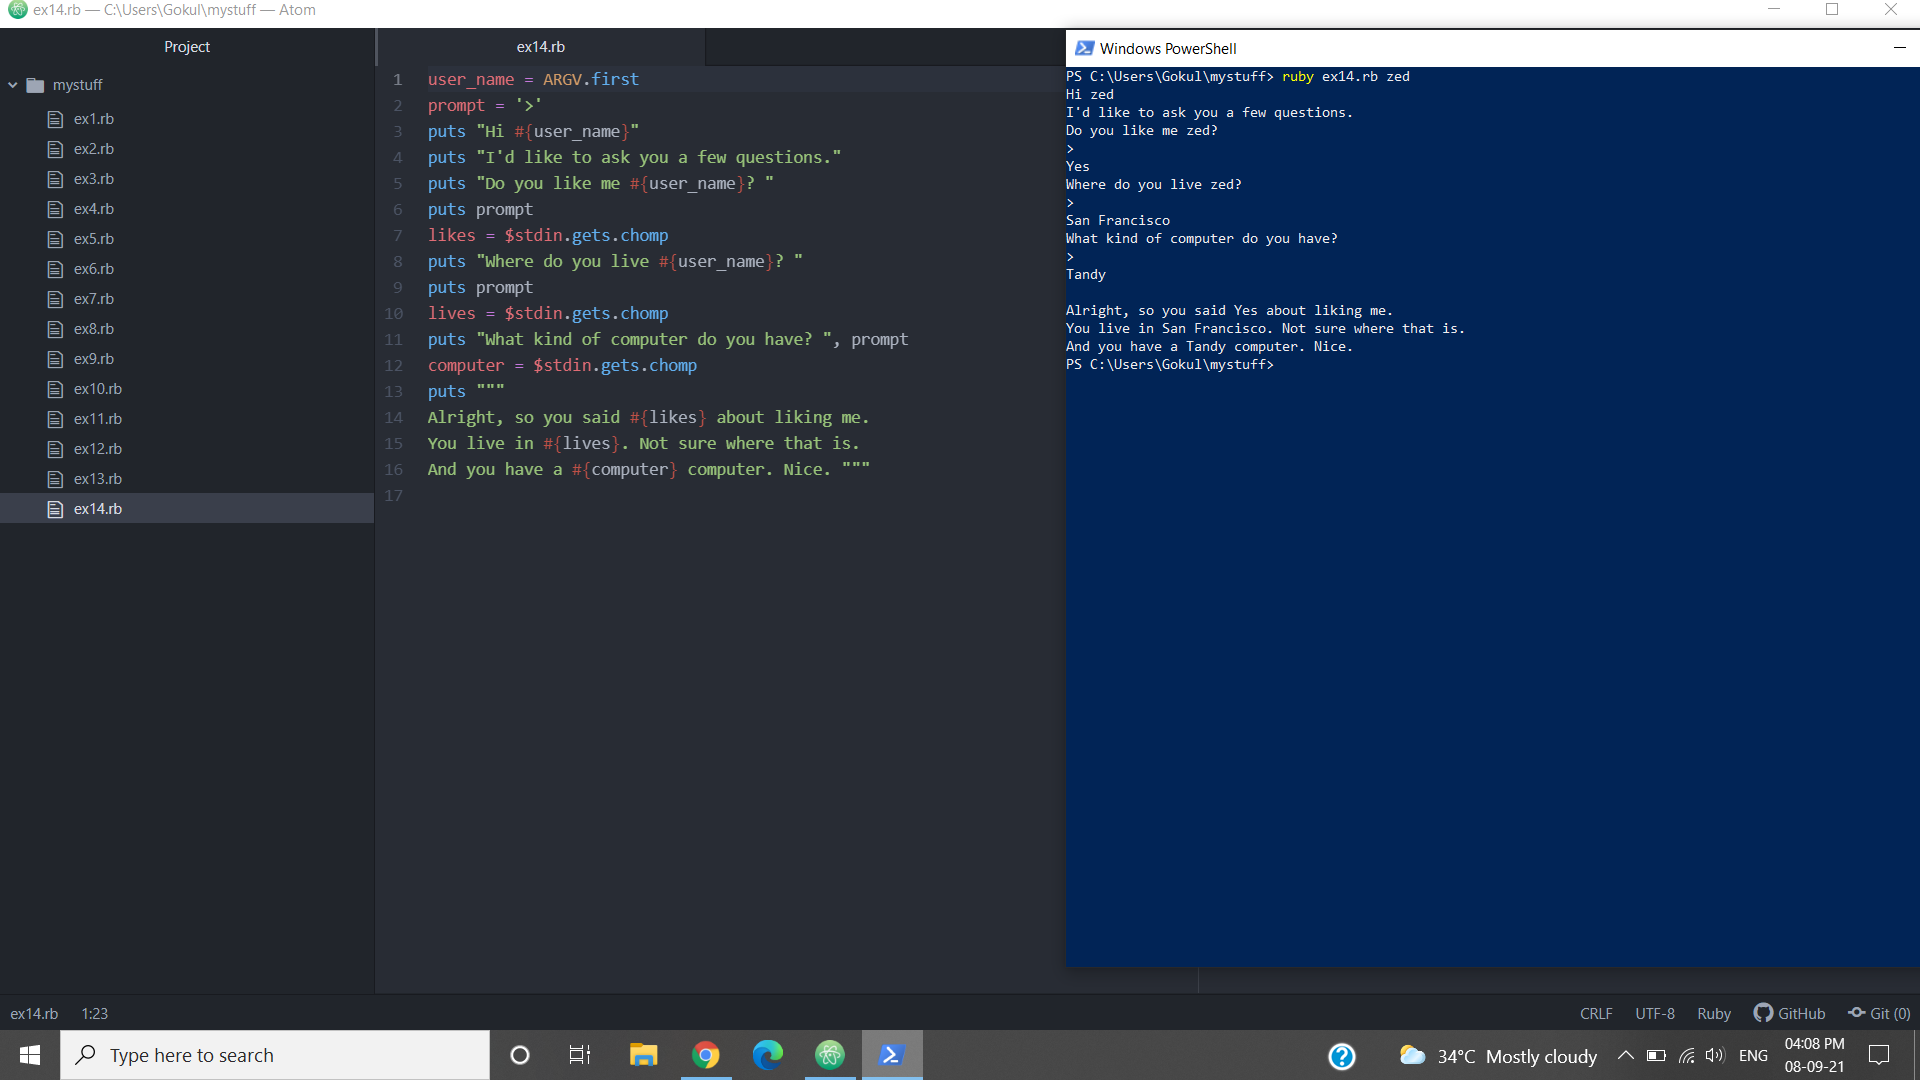 ex14.rb — C:\Users\Gokul\mystuff — Atom
Project
mystuff
ex1.rb
ex2.rb
ex3.rb
ex4.rb
ex5.rb
ex6.rb
ex7.rb
ex8.rb
ex9.rb
ex10.rb
ex11.rb
ex12.rb
ex13.rb
ex14.rb
ex14.rb
1 user_name = ARGV.first
2 prompt = '>'
3 puts "Hi #{user_name}"
4 puts "I'd like to ask you a few questions."
5 puts "Do you like me #{user_name}? "
6 puts prompt
7 likes = $stdin.gets.chomp
8 puts "Where do you live #{user_name}? "
9 puts prompt
10 lives = $stdin.gets.chomp
11 puts "What kind of computer do you have? ", prompt
12 computer = $stdin.gets.chomp
13 puts """
14 Alright, so you said #{likes} about liking me.
15 You live in #{lives}. Not sure where that is.
16 And you have a #{computer} computer. Nice. """
17
Windows PowerShell
PS C:\Users\Gokul\mystuff> ruby ex14.rb zed
Hi zed
I'd like to ask you a few questions.
Do you like me zed?
>
Yes
Where do you live zed?
>
San Francisco
What kind of computer do you have?
>
Tandy
Alright, so you said Yes about liking me.
You live in San Francisco. Not sure where that is.
And you have a Tandy computer. Nice.
PS C:\Users\Gokul\mystuff>
ex14.rb 1:23
CRLF UTF-8 Ruby GitHub Git (0)
Type here to search
34°C Mostly cloudy
ENG
04:08 PM
08-09-21